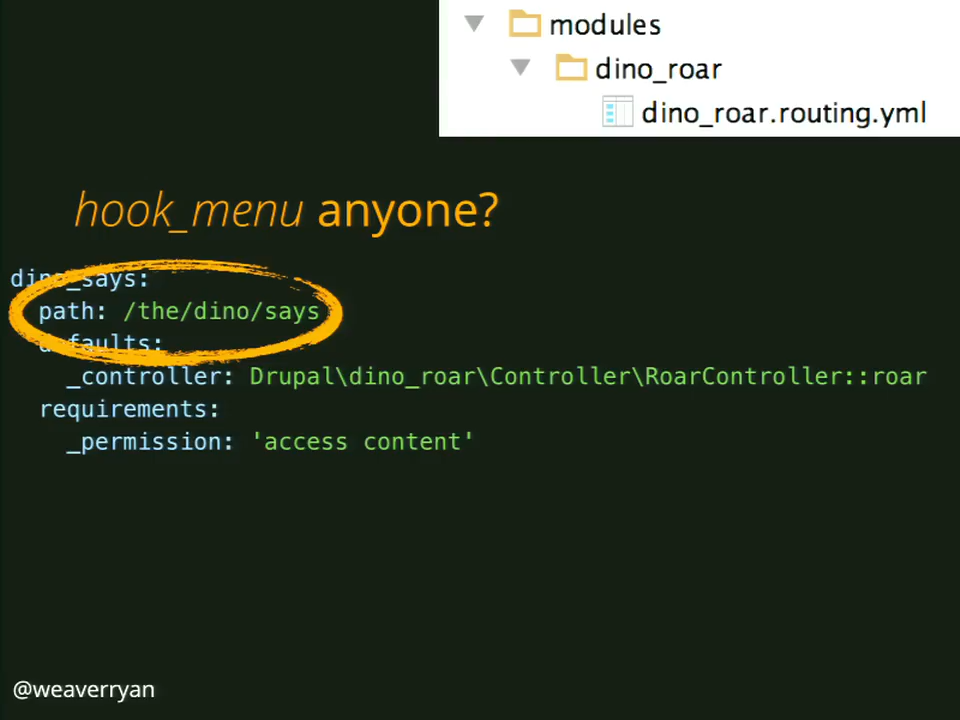 modules
dino_roar
dino_roar.routing.yml
hook_menu anyone?
dino_says:
path: /the/dino/says
defaults:
_controller: Drupal\dino_roar\Controller\RoarController::roar
requirements:
_permission: 'access content'
@weaverryan